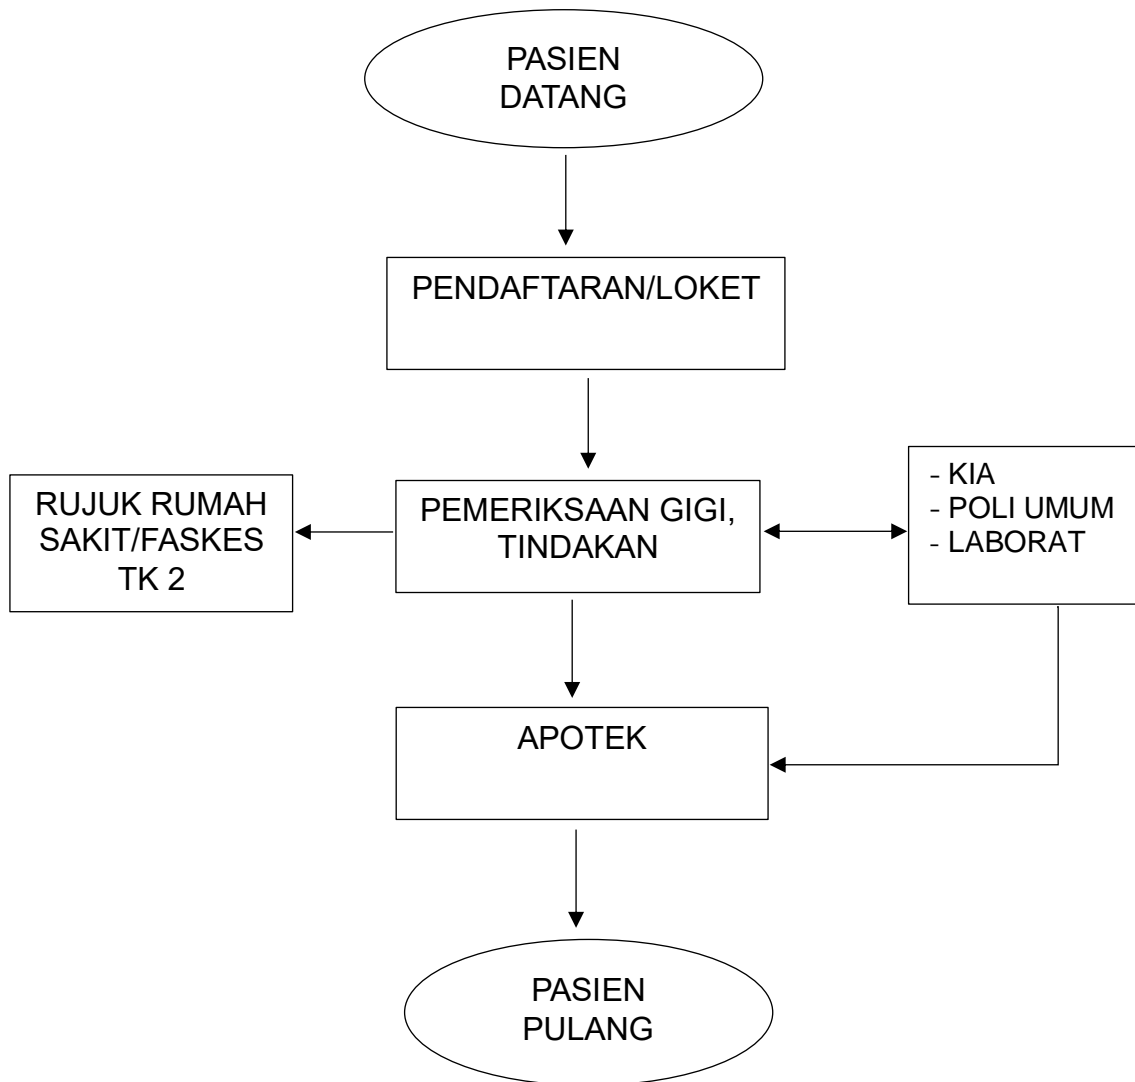 PASIEN
DATANG
PENDAFTARAN/LOKET
RUJUK RUMAH
SAKIT/FASKES
TK 2
PEMERIKSAAN GIGI,
TINDAKAN
- KIA
- POLI UMUM
- LABORAT
APOTEK
PASIEN
PULANG